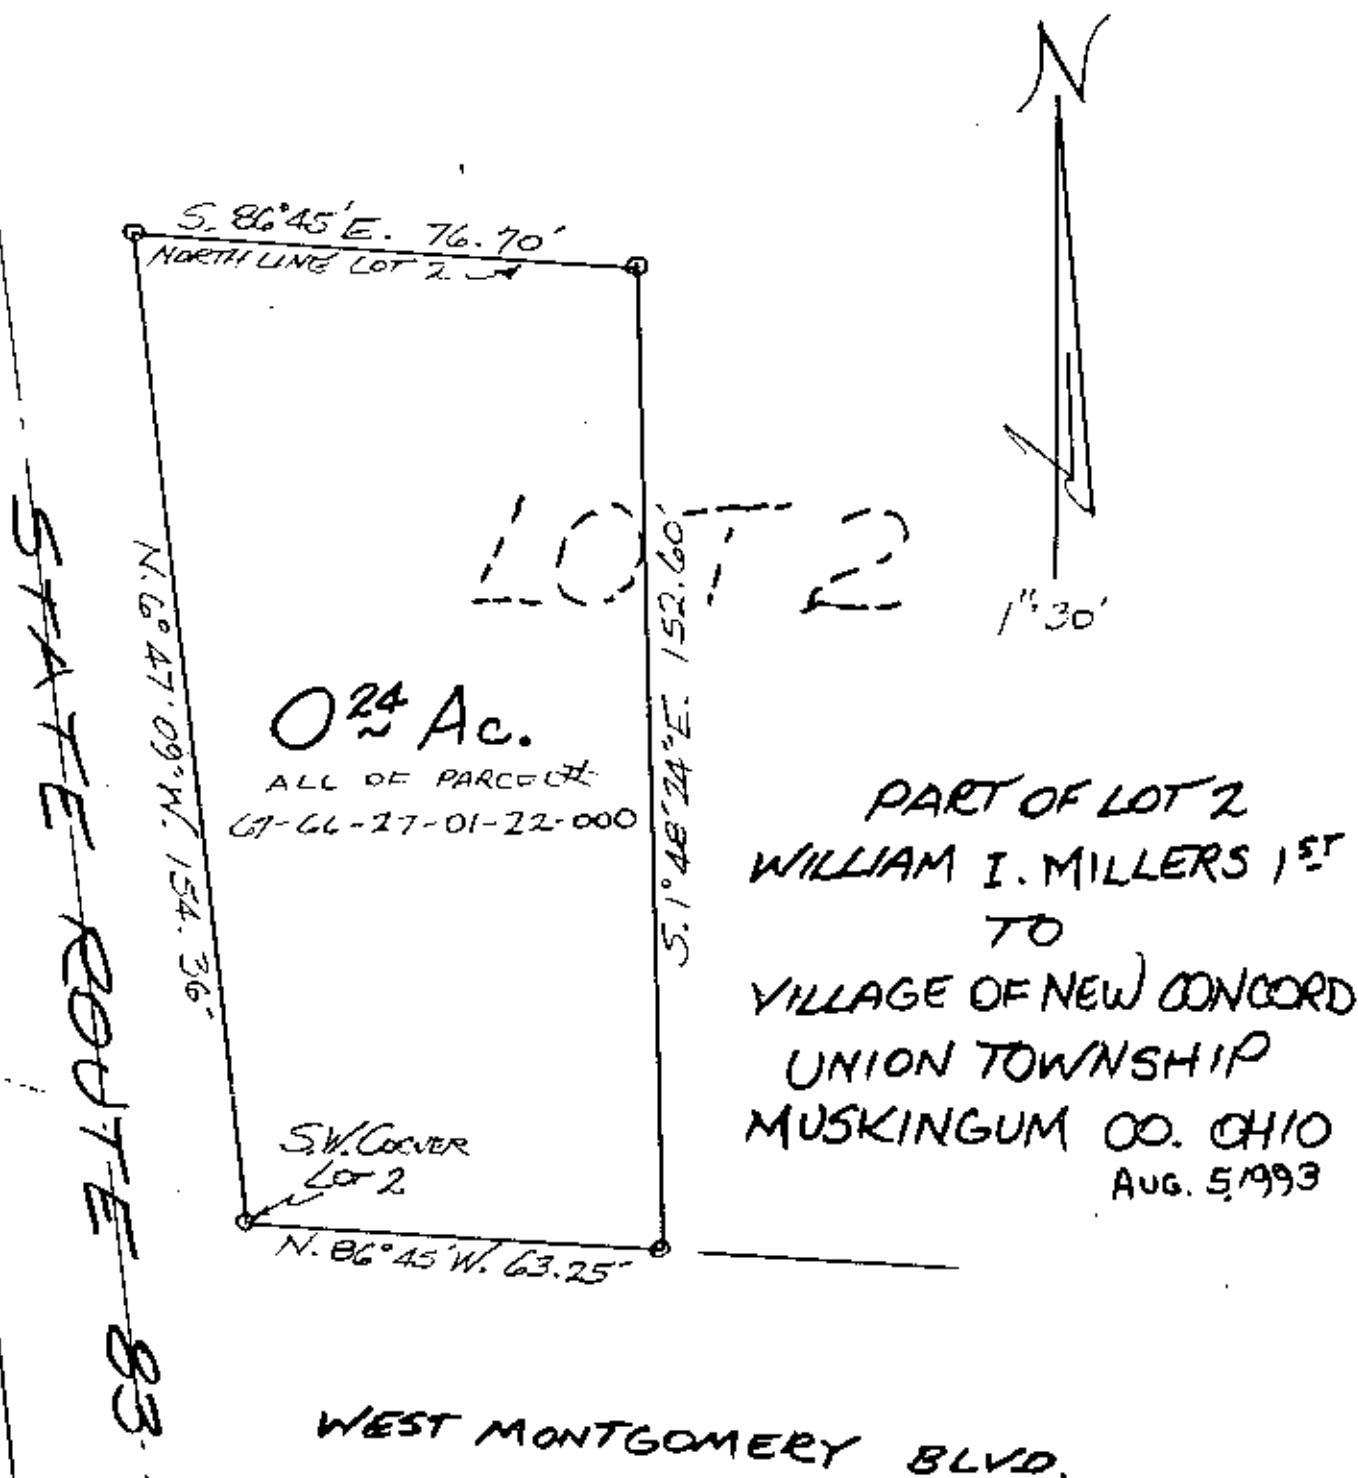 N
S. 86°45'E. 76.70'
NORTH LINE LOT 2
LOT 2
1" 30'
N. 6° 47' 09" W. 154.36'
S. 1° 48' 24" E. 152.60'
0 24 Ac.
ALL OF PARCEL #
67-66-27-01-22-000
STATE ROUTE 83
PART OF LOT 2
WILLIAM I. MILLERS 1ST
TO
VILLAGE OF NEW CONCORD
UNION TOWNSHIP
MUSKINGUM CO. OHIO
AUG. 5, 1993
S.W. CORNER
LOT 2
N. 86° 45' W. 63.25'
WEST MONTGOMERY BLVD.